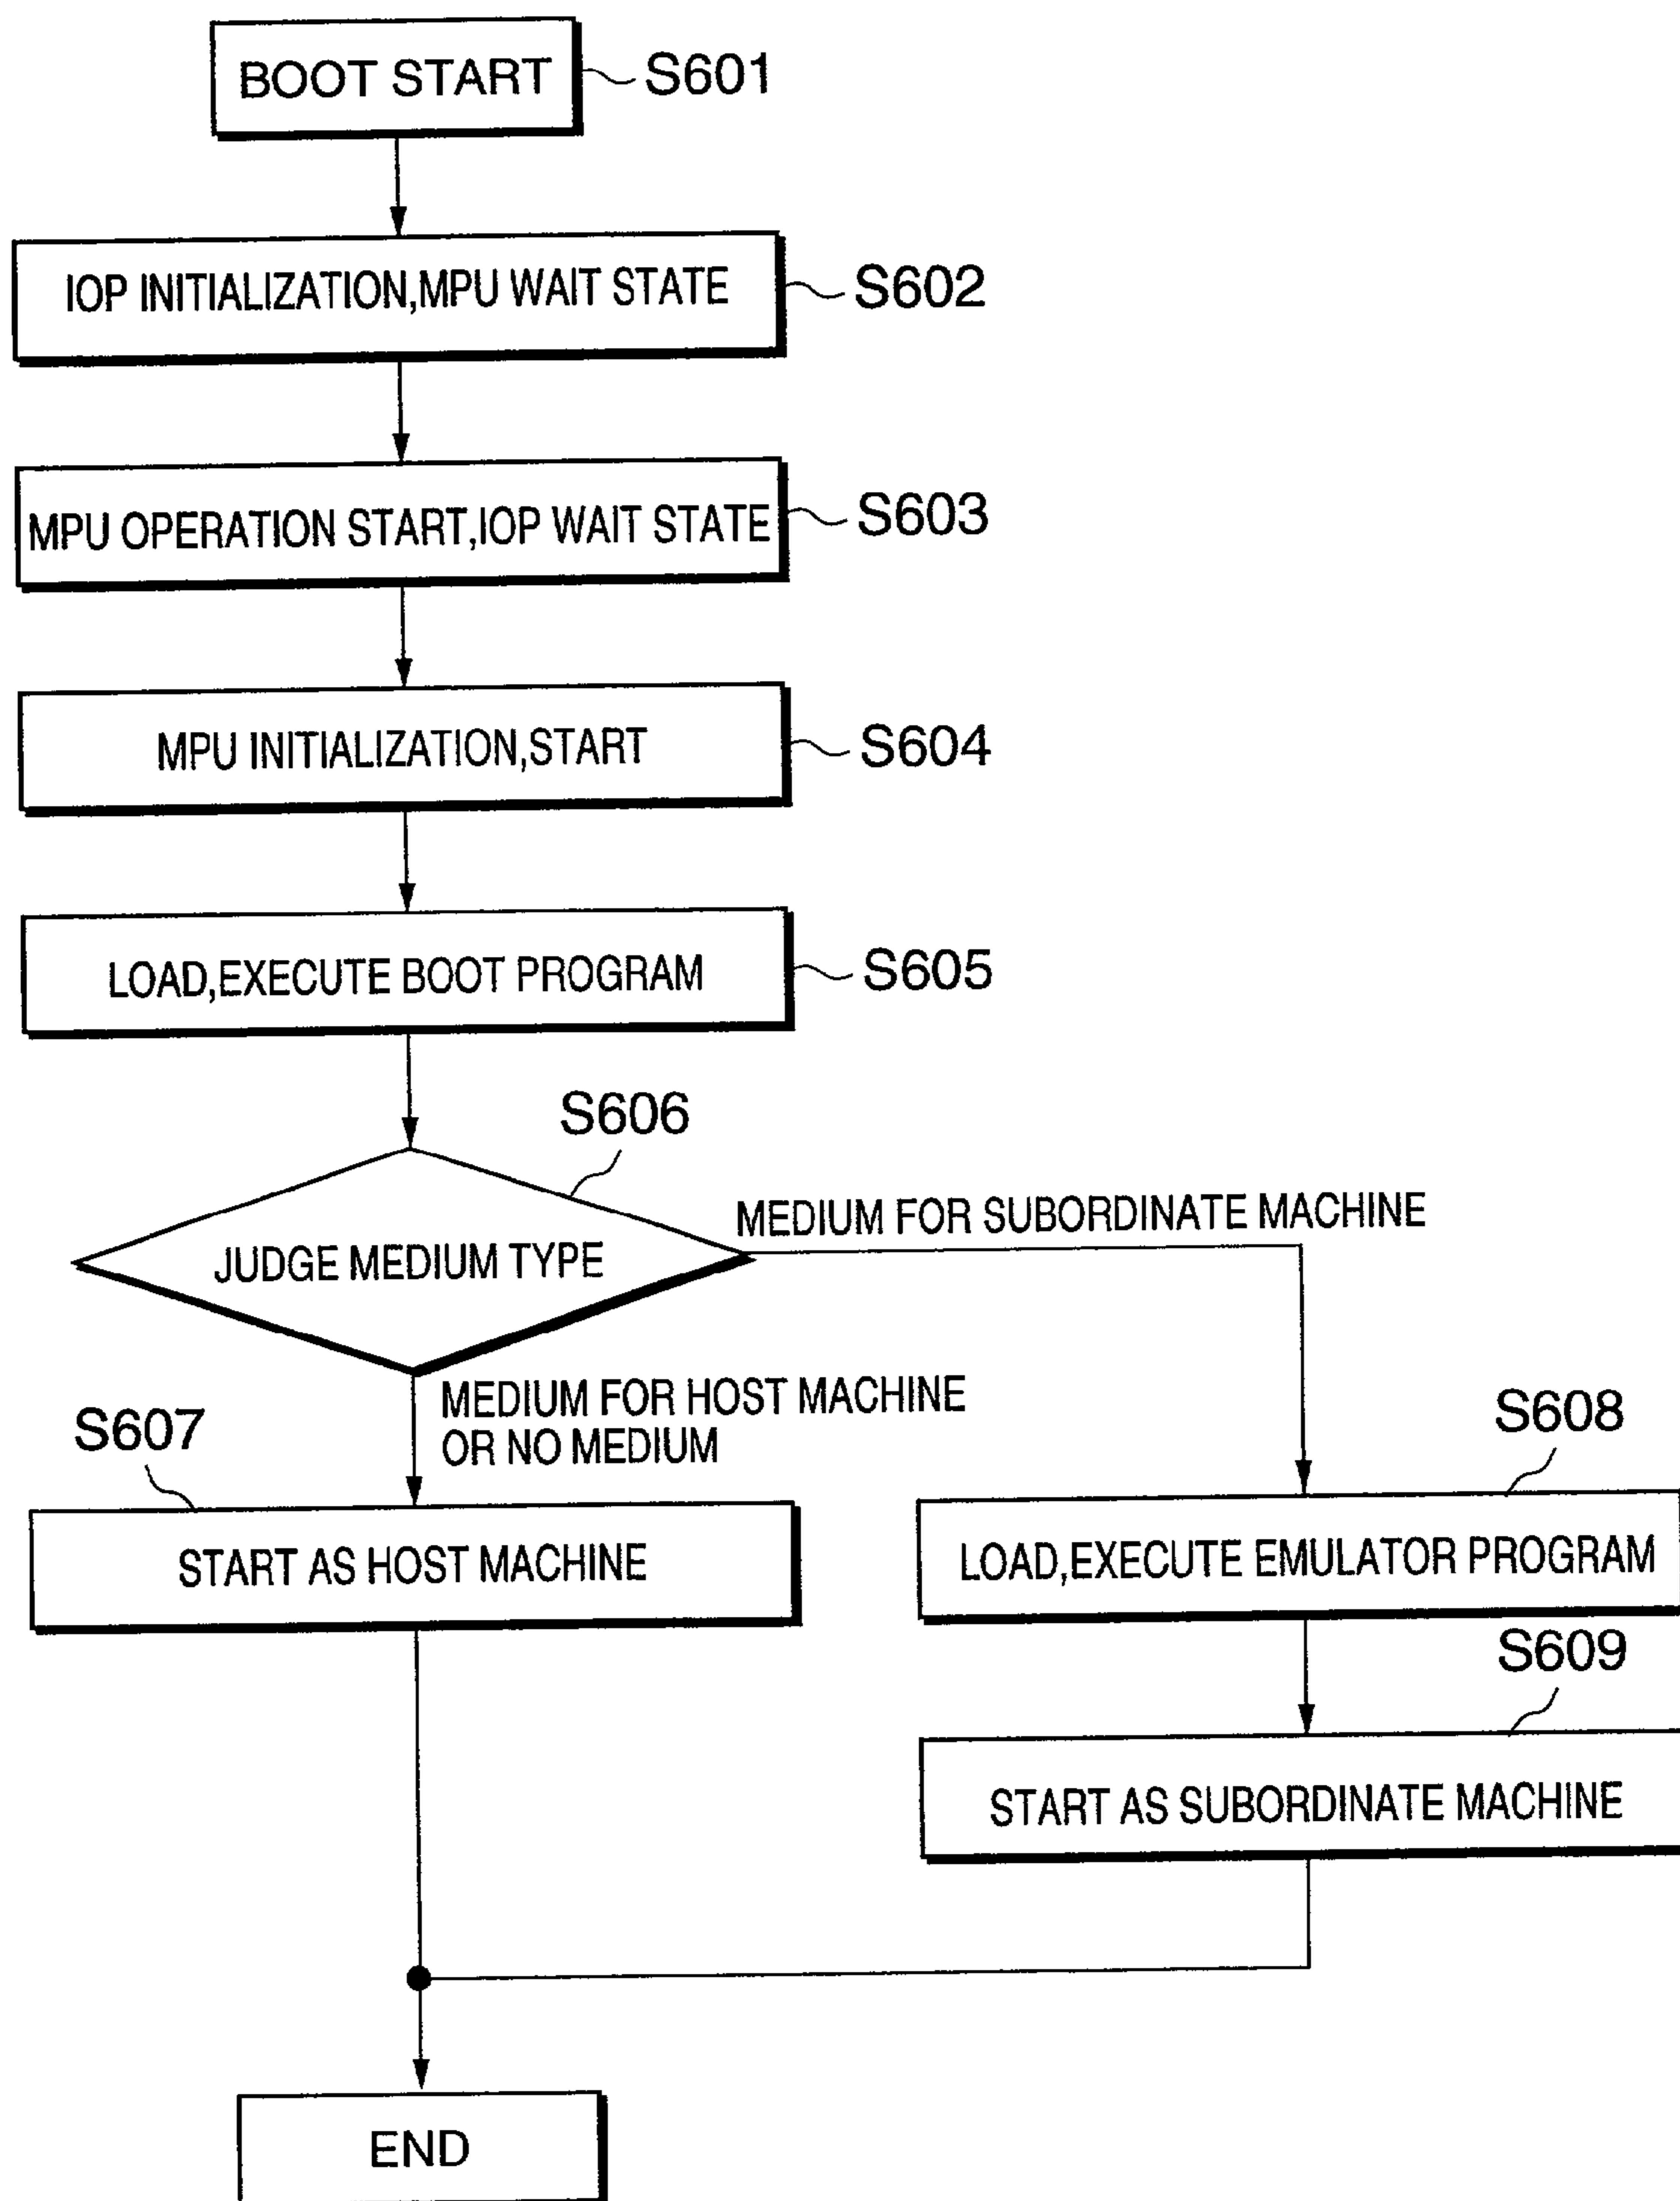 BOOT START
S601
IOP INITIALIZATION,MPU WAIT STATE
S602
MPU OPERATION START,IOP WAIT STATE
S603
MPU INITIALIZATION,START
S604
LOAD,EXECUTE BOOT PROGRAM
S605
S606
JUDGE MEDIUM TYPE
MEDIUM FOR SUBORDINATE MACHINE
MEDIUM FOR HOST MACHINE
OR NO MEDIUM
S607
START AS HOST MACHINE
S608
LOAD,EXECUTE EMULATOR PROGRAM
S609
START AS SUBORDINATE MACHINE
END